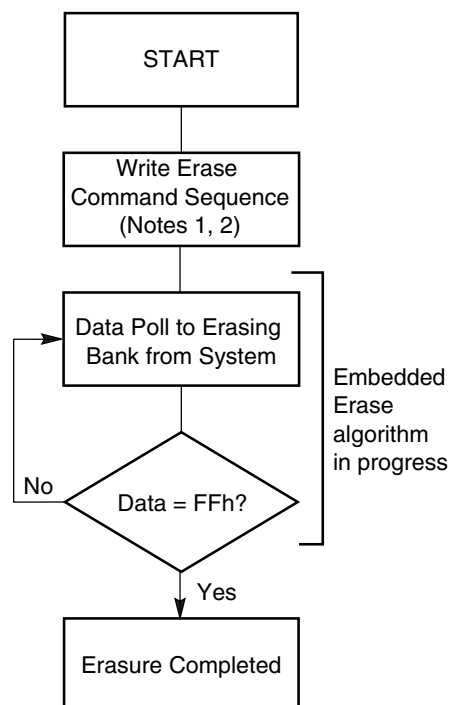 START
Write Erase
Command Sequence
(Notes 1, 2)
Data Poll to Erasing
Bank from System
Embedded
Erase
algorithm
in progress
No
Data = FFh?
Yes
Erasure Completed